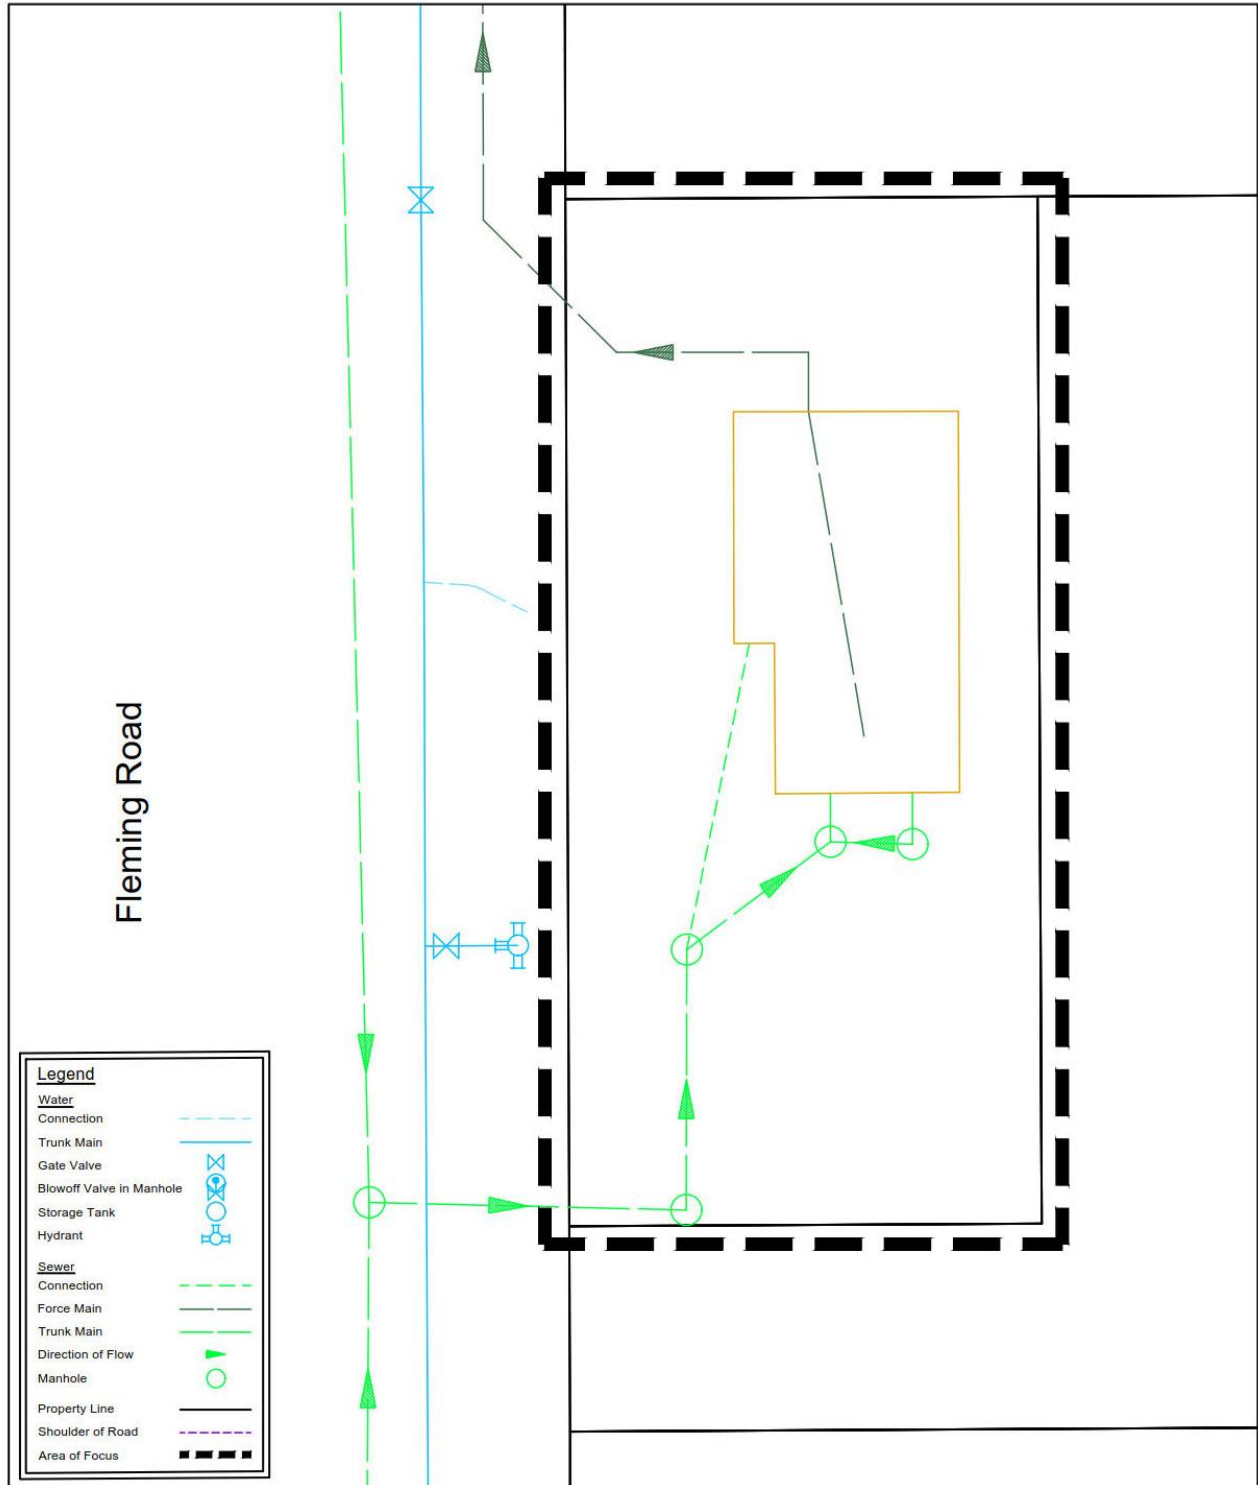 Fleming Road
Legend
Water
Connection
Trunk Main
Gate Valve
Blowoff Valve in Manhole
Storage Tank
Hydrant
Sewer
Connection
Force Main
Trunk Main
Direction of Flow
Manhole
Property Line
Shoulder of Road
Area of Focus